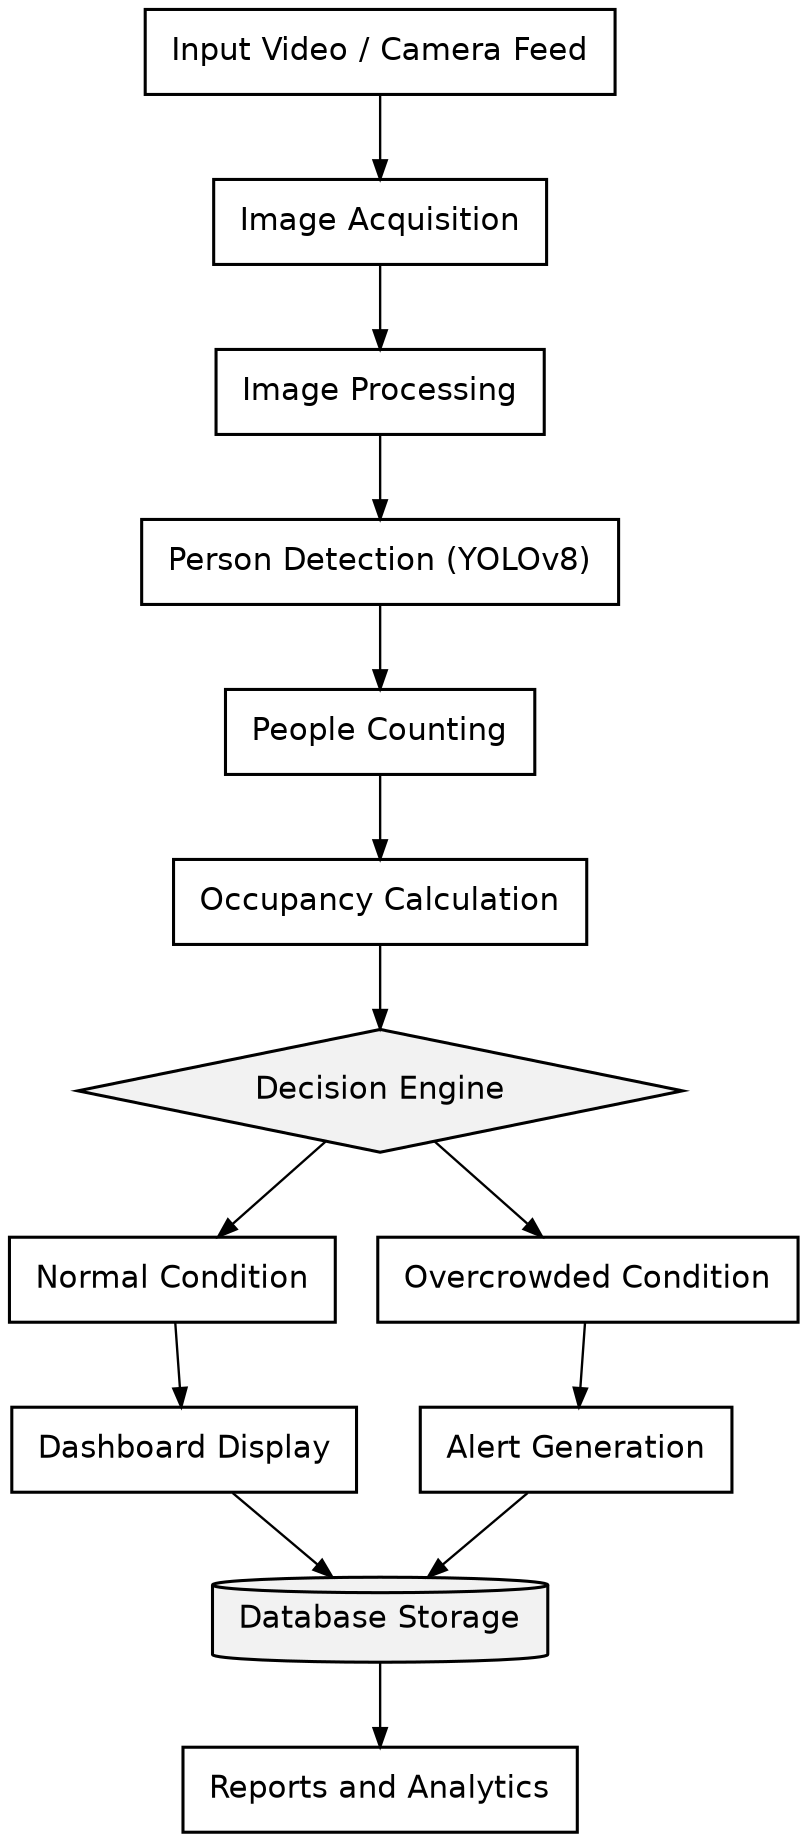 Input Video / Camera Feed
Image Acquisition
Image Processing
Person Detection (YOLOv8)
People Counting
Occupancy Calculation
Decision Engine
Normal Condition
Overcrowded Condition
Dashboard Display
Alert Generation
Database Storage
Reports and Analytics